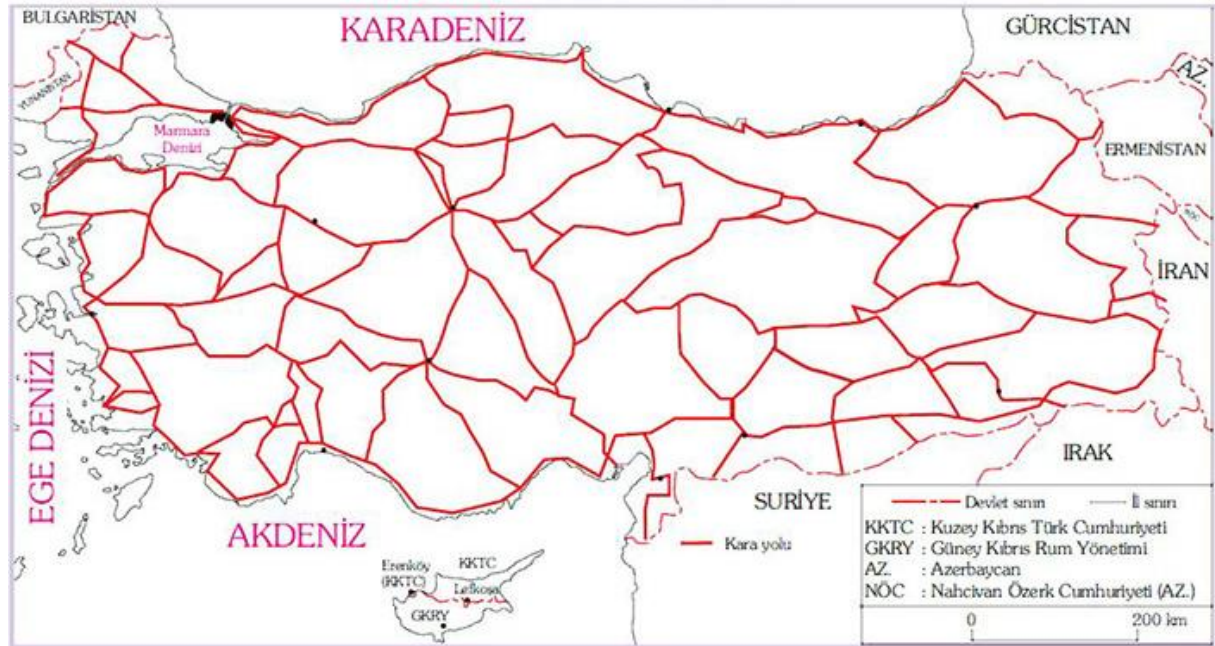 BULGARİSTAN
KARADENİZ
GÜRCİSTAN
AZ.
YUNANİSTAN
Marmara
Denizi
ERMENİSTAN
NÖC
İRAN
EGE DENİZİ
IRAK
SURİYE
AKDENİZ
Kara yolu
Devlet sınırı
İl sınırı
KKTC : Kuzey Kıbrıs Türk Cumhuriyeti
GKRY : Güney Kıbrıs Rum Yönetimi
AZ. : Azerbaycan
NÖC : Nahcivan Özerk Cumhuriyeti (AZ.)
0 200 km
Erenköy
(KKTC)
KKTC
Lefkoşa
GKRY